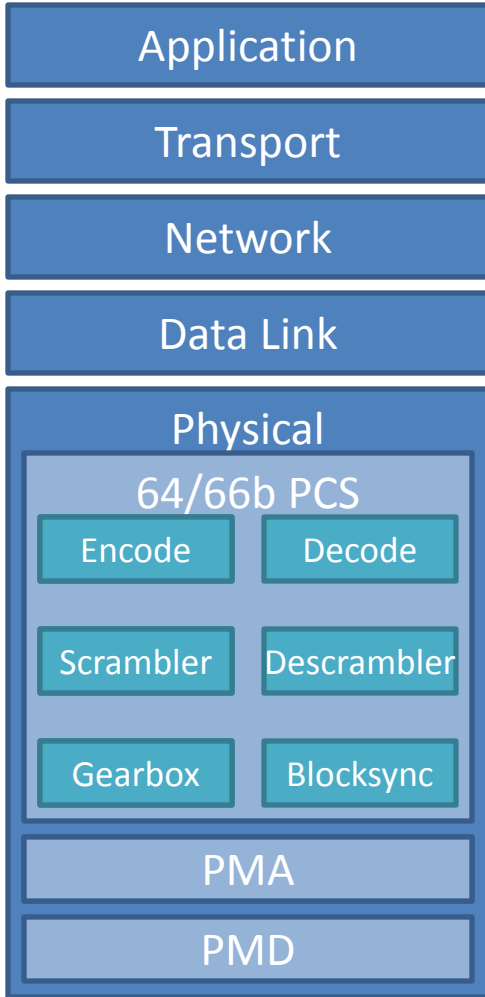 Application
Transport
Network
Data Link
Physical
64/66b PCS
Encode
Decode
Scrambler
Descrambler
Gearbox
Blocksync
PMA
PMD